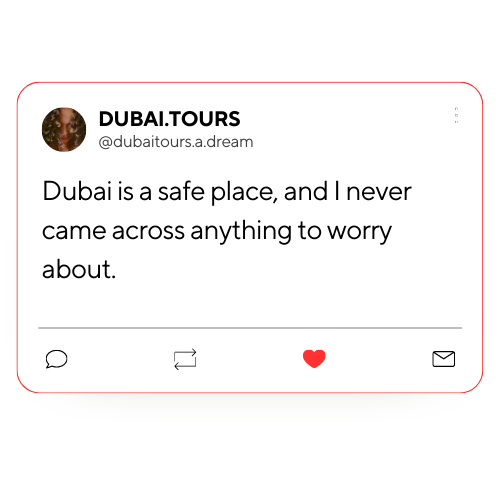 DUBAI.TOURS
@dubaitours.a.dream
Dubai is a safe place, and I never
came across anything to worry
about.